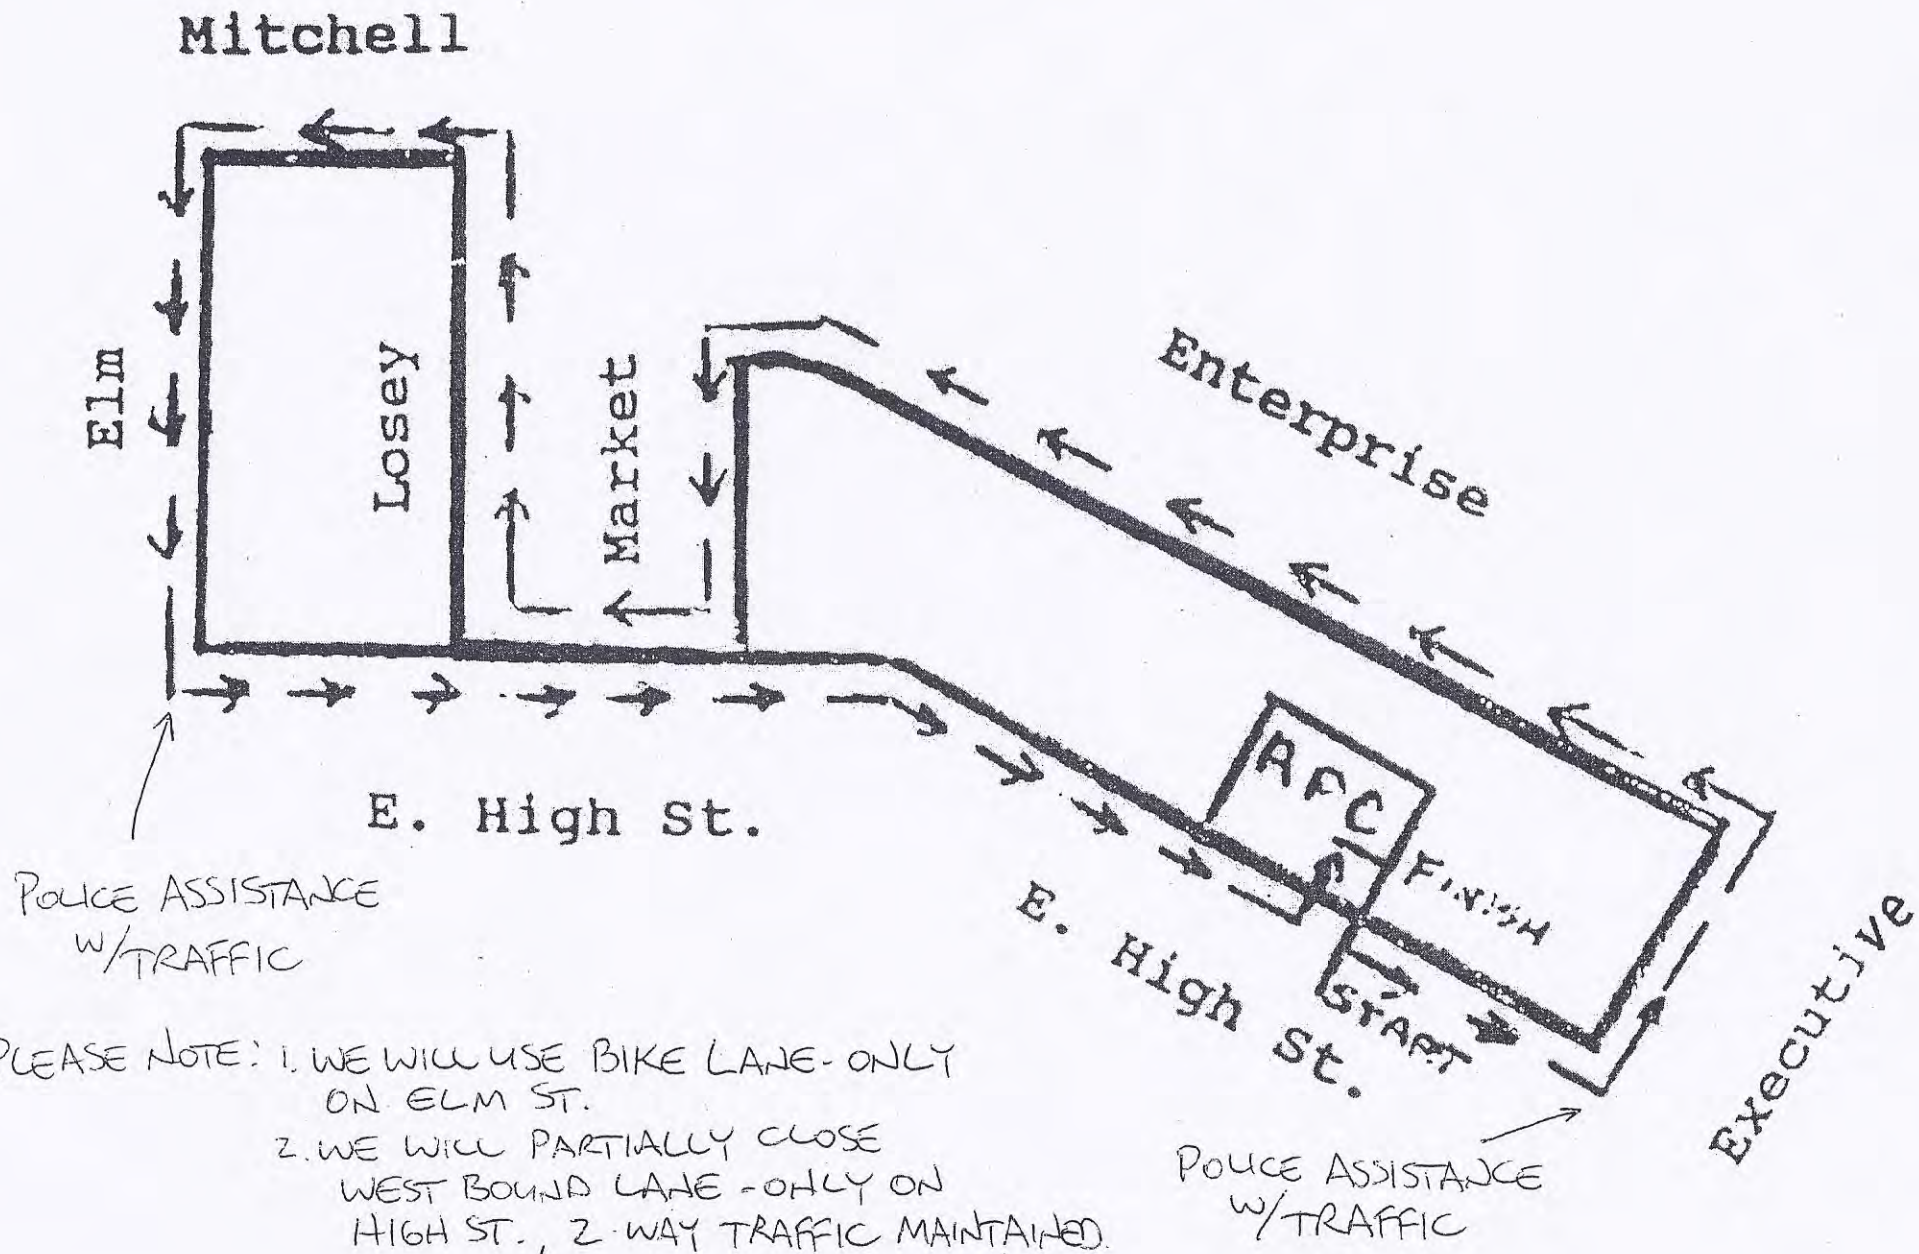 Mitchell
Elm
Losey
Market
Enterprise
E. High St.
AFC
FINISH
E. High St.
START
Executive
POLICE ASSISTANCE
W/TRAFFIC
PLEASE NOTE: 1. WE WILL USE BIKE LANE-ONLY
ON ELM ST.
2. WE WILL PARTIALLY CLOSE
WEST BOUND LANE-ONLY ON
HIGH ST., 2-WAY TRAFFIC MAINTAINED.
POLICE ASSISTANCE
W/TRAFFIC